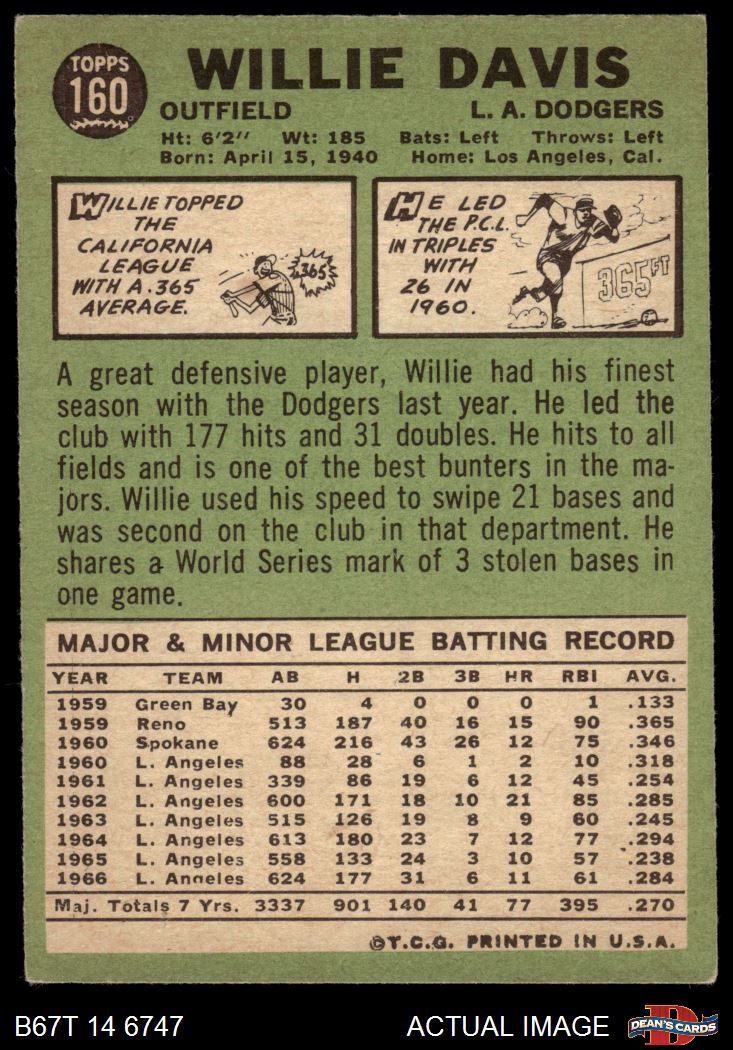 TOPPS
160
WILLIE DAVIS
OUTFIELD L. A. DODGERS
Ht: 6'2" Wt: 185 Bats: Left Throws: Left
Born: April 15, 1940 Home: Los Angeles, Cal.
WILLIE TOPPED
THE
CALIFORNIA
LEAGUE
WITH A .365
AVERAGE.
.365
HE LED
THE P.C.L.
IN TRIPLES
WITH
26 IN
1960.
365 FT
A great defensive player, Willie had his finest
season with the Dodgers last year. He led the
club with 177 hits and 31 doubles. He hits to all
fields and is one of the best bunters in the ma-
jors. Willie used his speed to swipe 21 bases and
was second on the club in that department. He
shares a World Series mark of 3 stolen bases in
one game.
MAJOR & MINOR LEAGUE BATTING RECORD
YEAR TEAM AB H 2B 3B HR RBI AVG.
1959 Green Bay 30 4 0 0 0 1 .133
1959 Reno 513 187 40 16 15 90 .365
1960 Spokane 624 216 43 26 12 75 .346
1960 L. Angeles 88 28 6 1 2 10 .318
1961 L. Angeles 339 86 19 6 12 45 .254
1962 L. Angeles 600 171 18 10 21 85 .285
1963 L. Angeles 515 126 19 8 9 60 .245
1964 L. Angeles 613 180 23 7 12 77 .294
1965 L. Angeles 558 133 24 3 10 57 .238
1966 L. Angeles 624 177 31 6 11 61 .284
Maj. Totals 7 Yrs. 3337 901 140 41 77 395 .270
©T.C.G. PRINTED IN U.S.A.
B67T 14 6747 ACTUAL IMAGE
D
DEAN'S CARDS